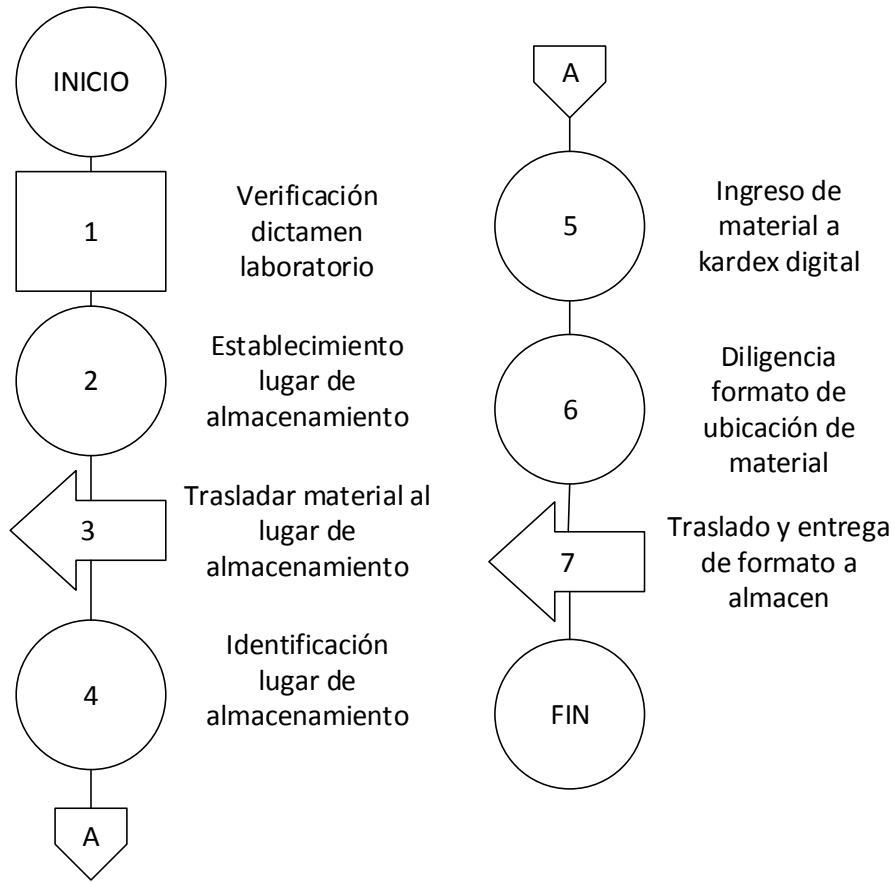 INICIO
1
Verificación
dictamen
laboratorio
2
Establecimiento
lugar de
almacenamiento
3
Trasladar material al
lugar de
almacenamiento
4
Identificación
lugar de
almacenamiento
A
A
5
Ingreso de
material a
kardex digital
6
Diligencia
formato de
ubicación de
material
7
Traslado y entrega
de formato a
almacen
FIN